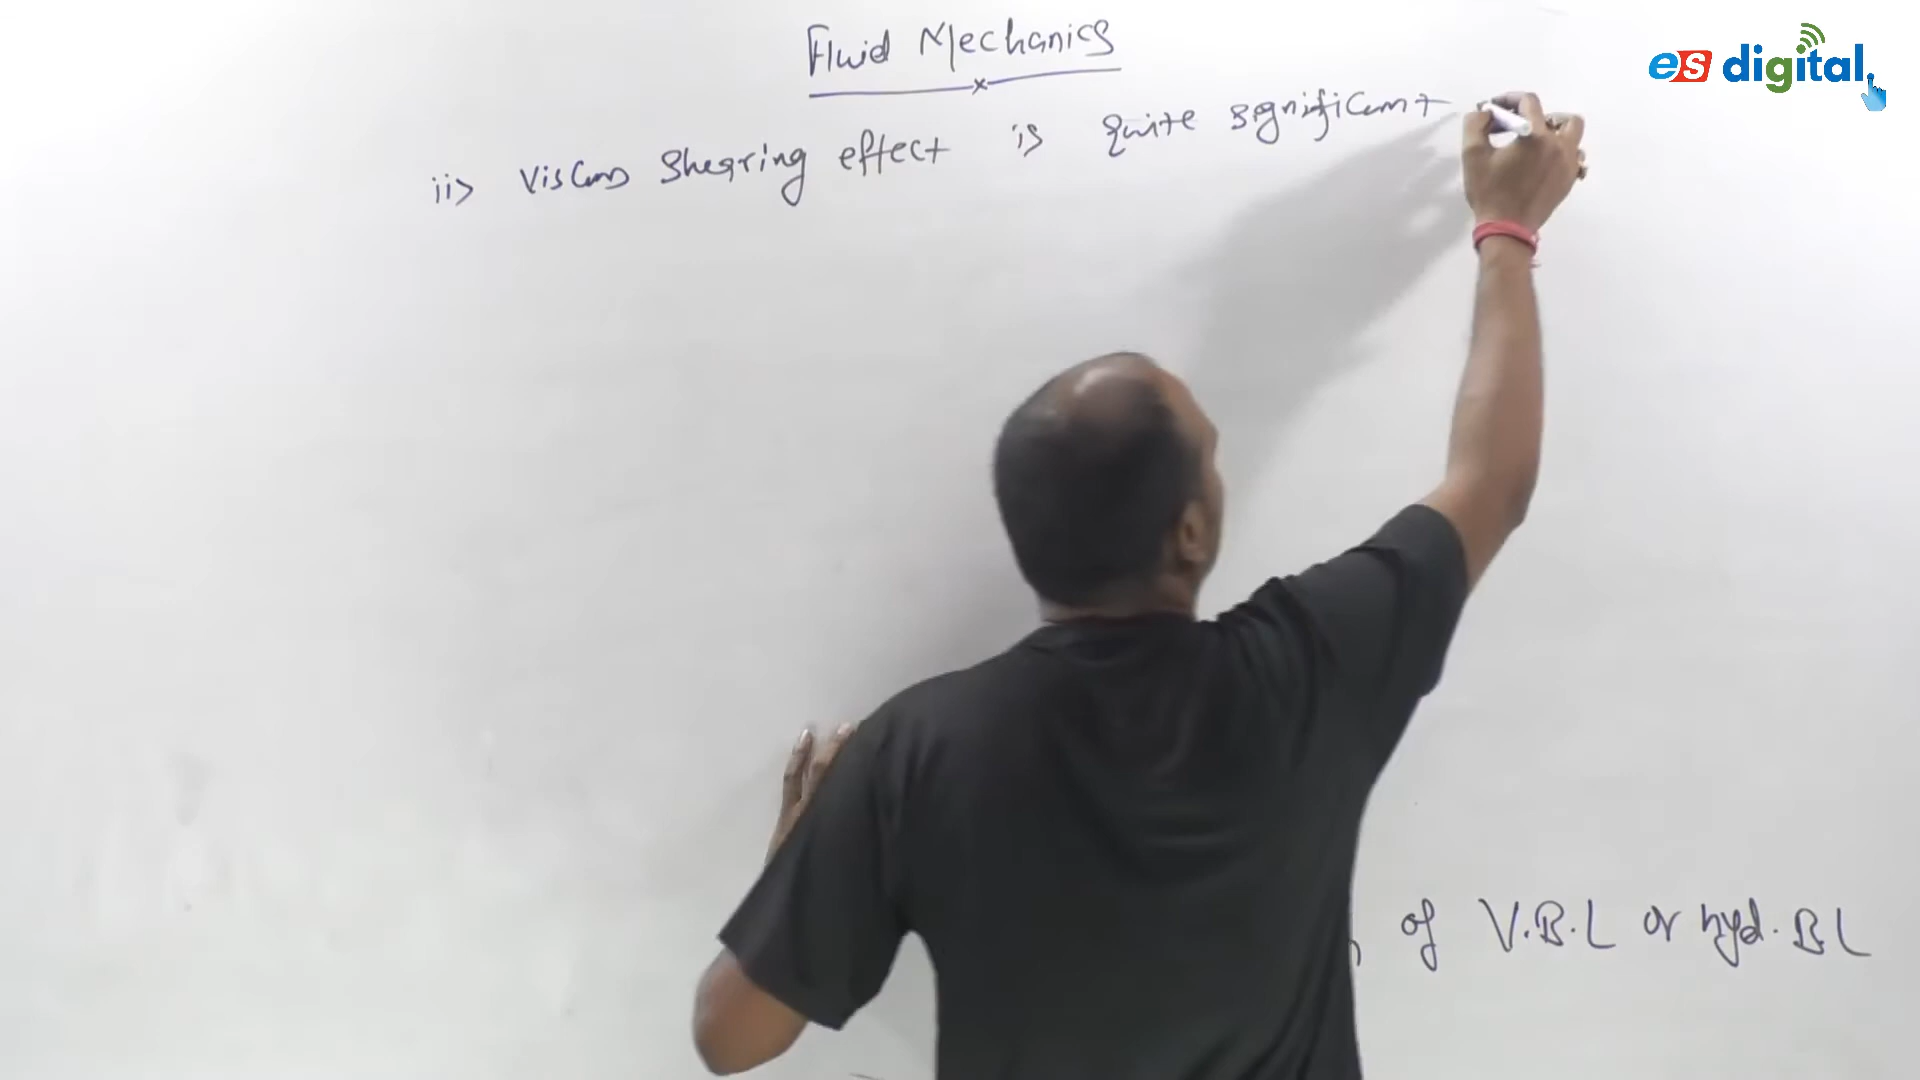 es digital
Fluid Mechanics
ii> Viscous Shearing effect is quite significant
of V.B.L or hyd. B.L